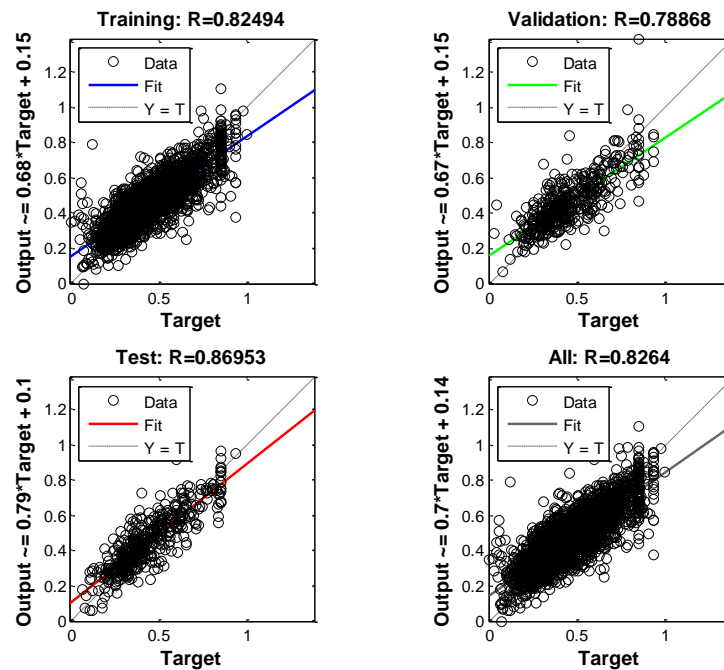 Training: R=0.82494
Output ~= 0.68*Target + 0.15
Data
Fit
Y = T
0
0.2
0.4
0.6
0.8
1
1.2
0
0.5
1
Target
Validation: R=0.78868
Output ~= 0.67*Target + 0.15
Data
Fit
Y = T
0
0.2
0.4
0.6
0.8
1
1.2
0
0.5
1
Target
Test: R=0.86953
Output ~= 0.79*Target + 0.1
Data
Fit
Y = T
0
0.2
0.4
0.6
0.8
1
1.2
0
0.5
1
Target
All: R=0.8264
Output ~= 0.7*Target + 0.14
Data
Fit
Y = T
0
0.2
0.4
0.6
0.8
1
1.2
0
0.5
1
Target